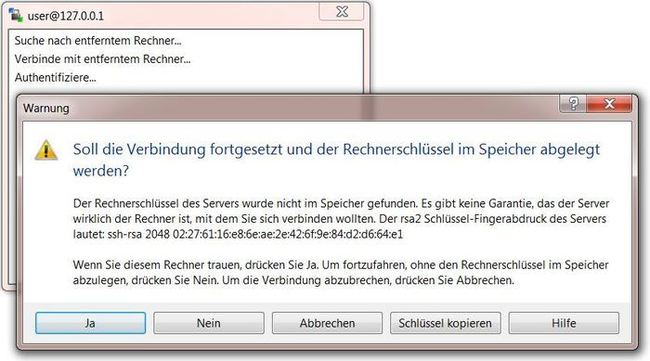 user@127.0.0.1
Suche nach entferntem Rechner...
Verbinde mit entferntem Rechner...
Authentifiziere...
Warnung
Soll die Verbindung fortgesetzt und der Rechnerschlüssel im Speicher abgelegt
werden?
Der Rechnerschlüssel des Servers wurde nicht im Speicher gefunden. Es gibt keine Garantie, das der Server
wirklich der Rechner ist, mit dem Sie sich verbinden wollten. Der rsa2 Schlüssel-Fingerabdruck des Servers
lautet: ssh-rsa 2048 02:27:61:16:e8:6e:ae:2e:42:6f:9e:84:d2:d6:64:e1
Wenn Sie diesem Rechner trauen, drücken Sie Ja. Um fortzufahren, ohne den Rechnerschlüssel im Speicher
abzulegen, drücken Sie Nein. Um die Verbindung abzubrechen, drücken Sie Abbrechen.
Ja Nein Abbrechen Schlüssel kopieren Hilfe